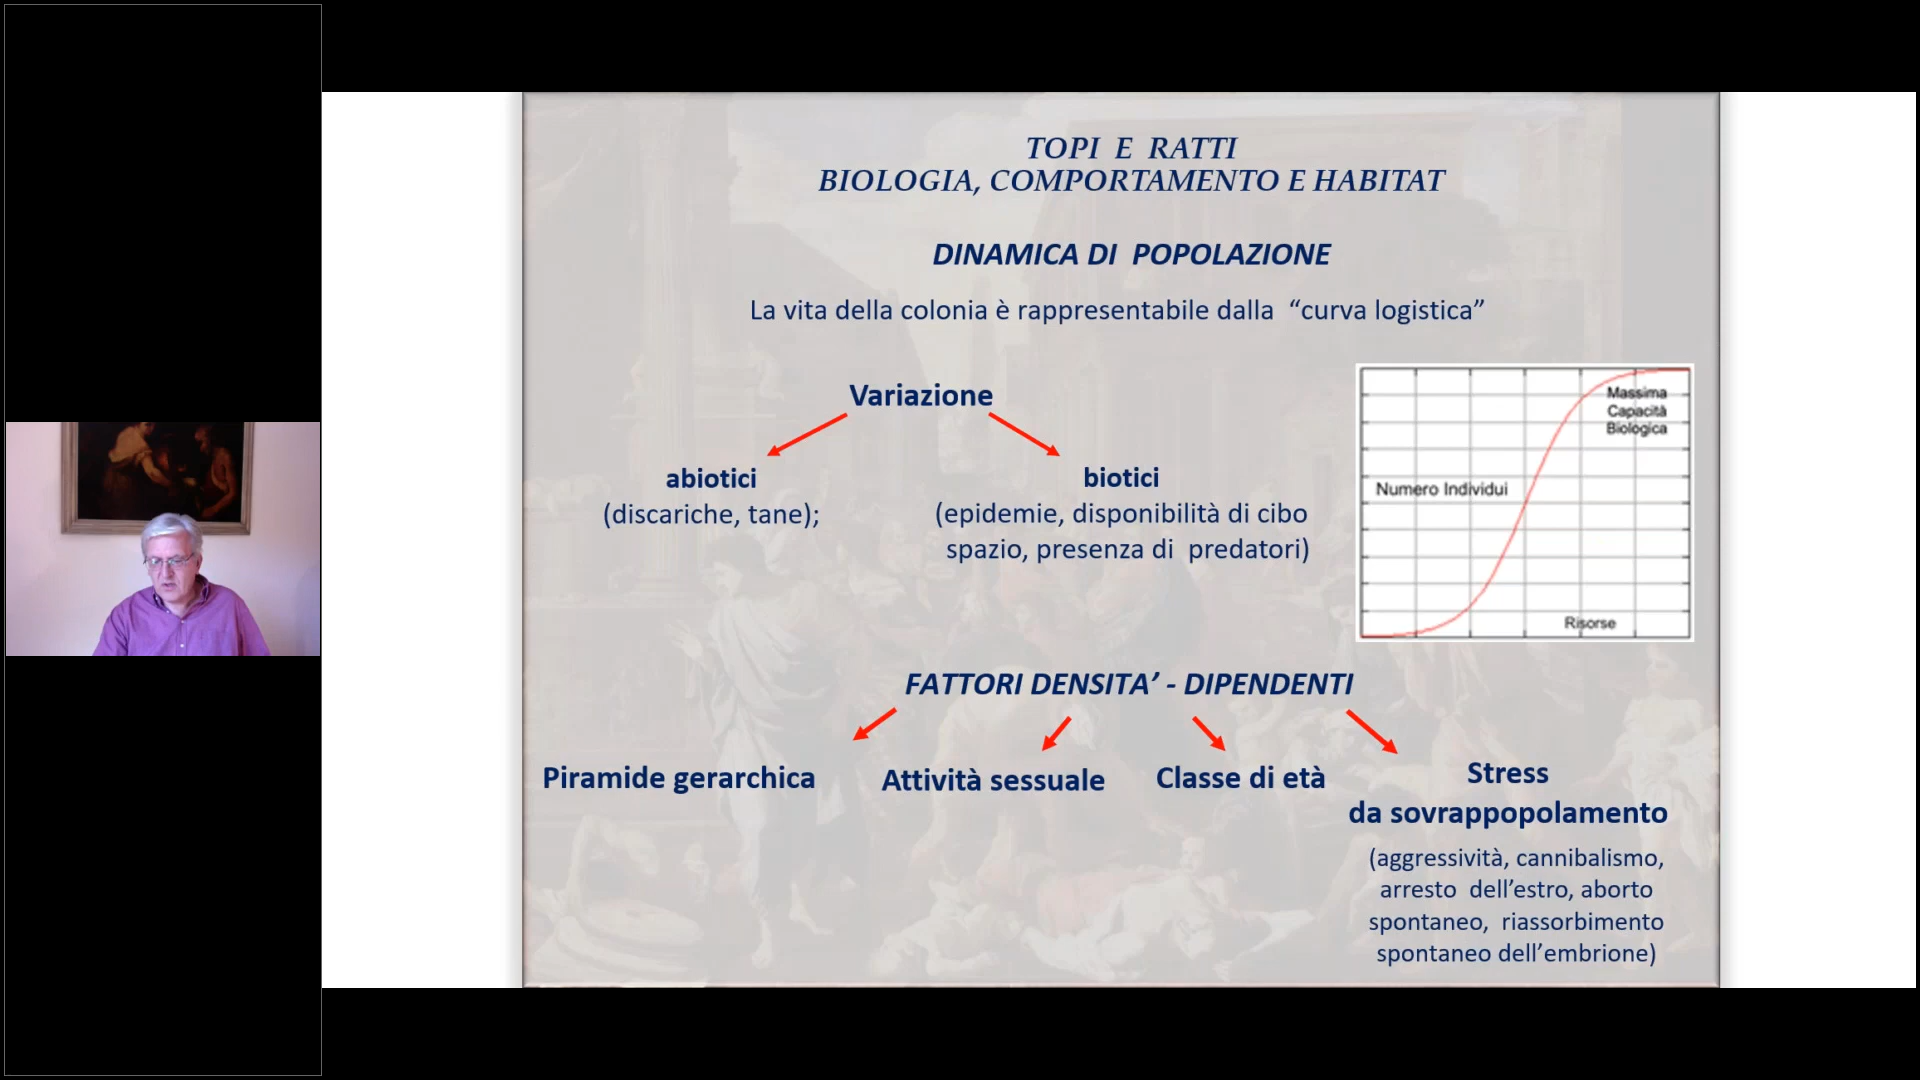 TOPI E RATTI
BIOLOGIA, COMPORTAMENTO E HABITAT
DINAMICA DI POPOLAZIONE
La vita della colonia è rappresentabile dalla “curva logistica”
Variazione
abiotici
(discariche, tane);
biotici
(epidemie, disponibilità di cibo
spazio, presenza di predatori)
Massima
Capacità
Biologica
Numero Individui
Risorse
FATTORI DENSITA’ - DIPENDENTI
Piramide gerarchica
Attività sessuale
Classe di età
Stress
da sovrappopolamento
(aggressività, cannibalismo,
arresto dell’estro, aborto
spontaneo, riassorbimento
spontaneo dell’embrione)